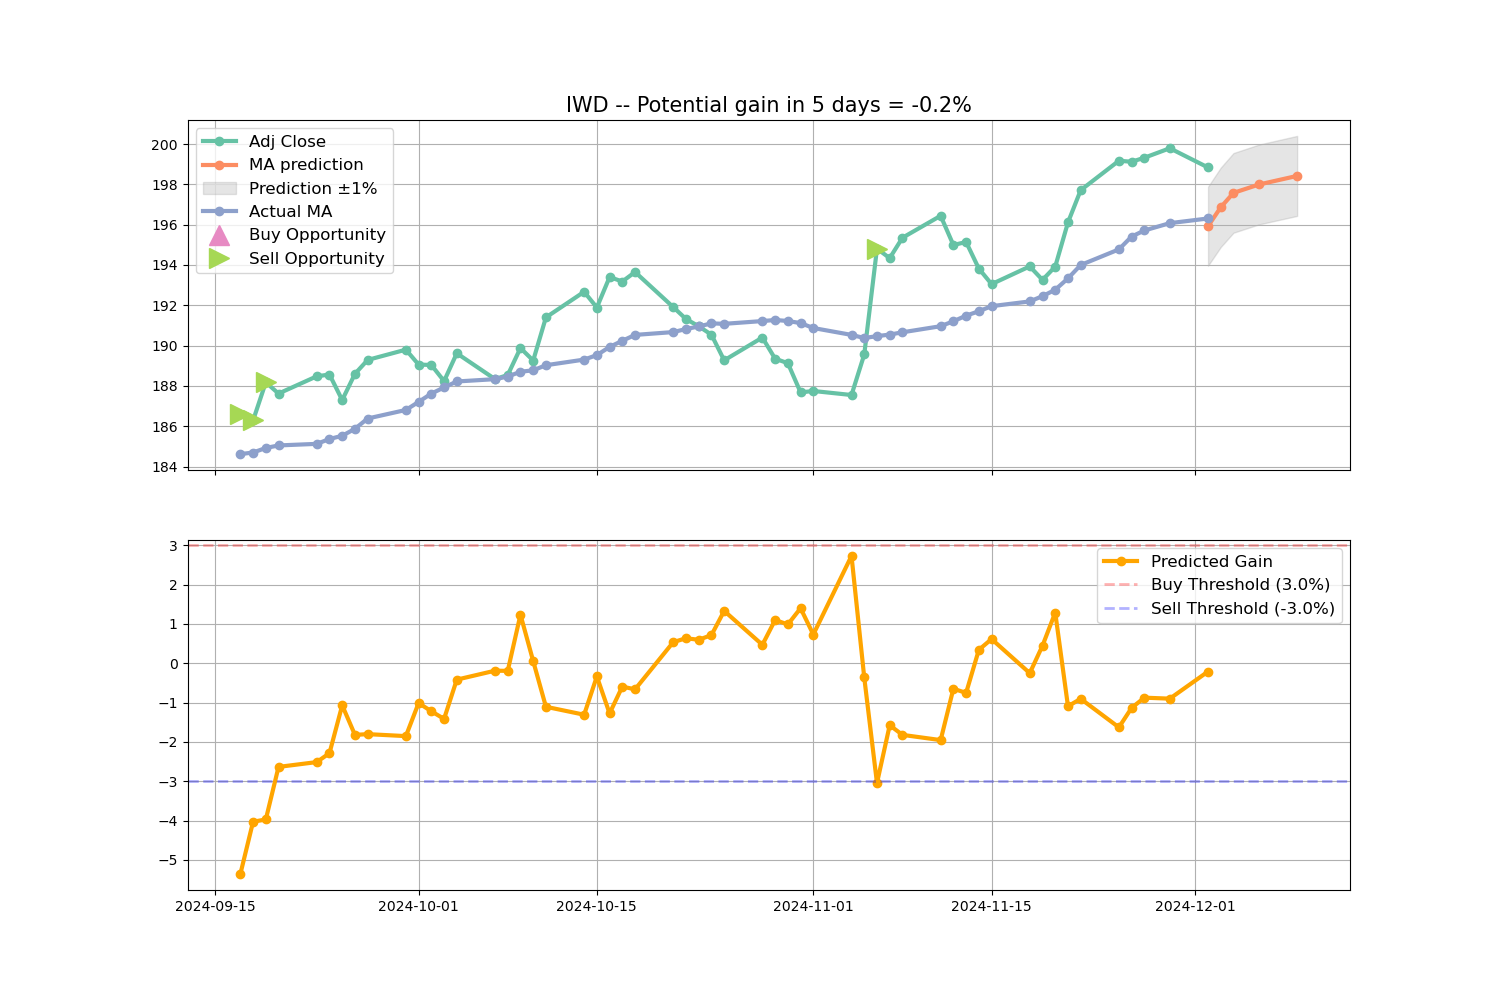 IWD -- Potential gain in 5 days = -0.2%
200
198
196
194
192
190
188
186
184
Adj Close
MA prediction
Prediction ±1%
Actual MA
Buy Opportunity
Sell Opportunity
3
2
1
0
−1
−2
−3
−4
−5
Predicted Gain
Buy Threshold (3.0%)
Sell Threshold (-3.0%)
2024-09-15 2024-10-01 2024-10-15 2024-11-01 2024-11-15 2024-12-01